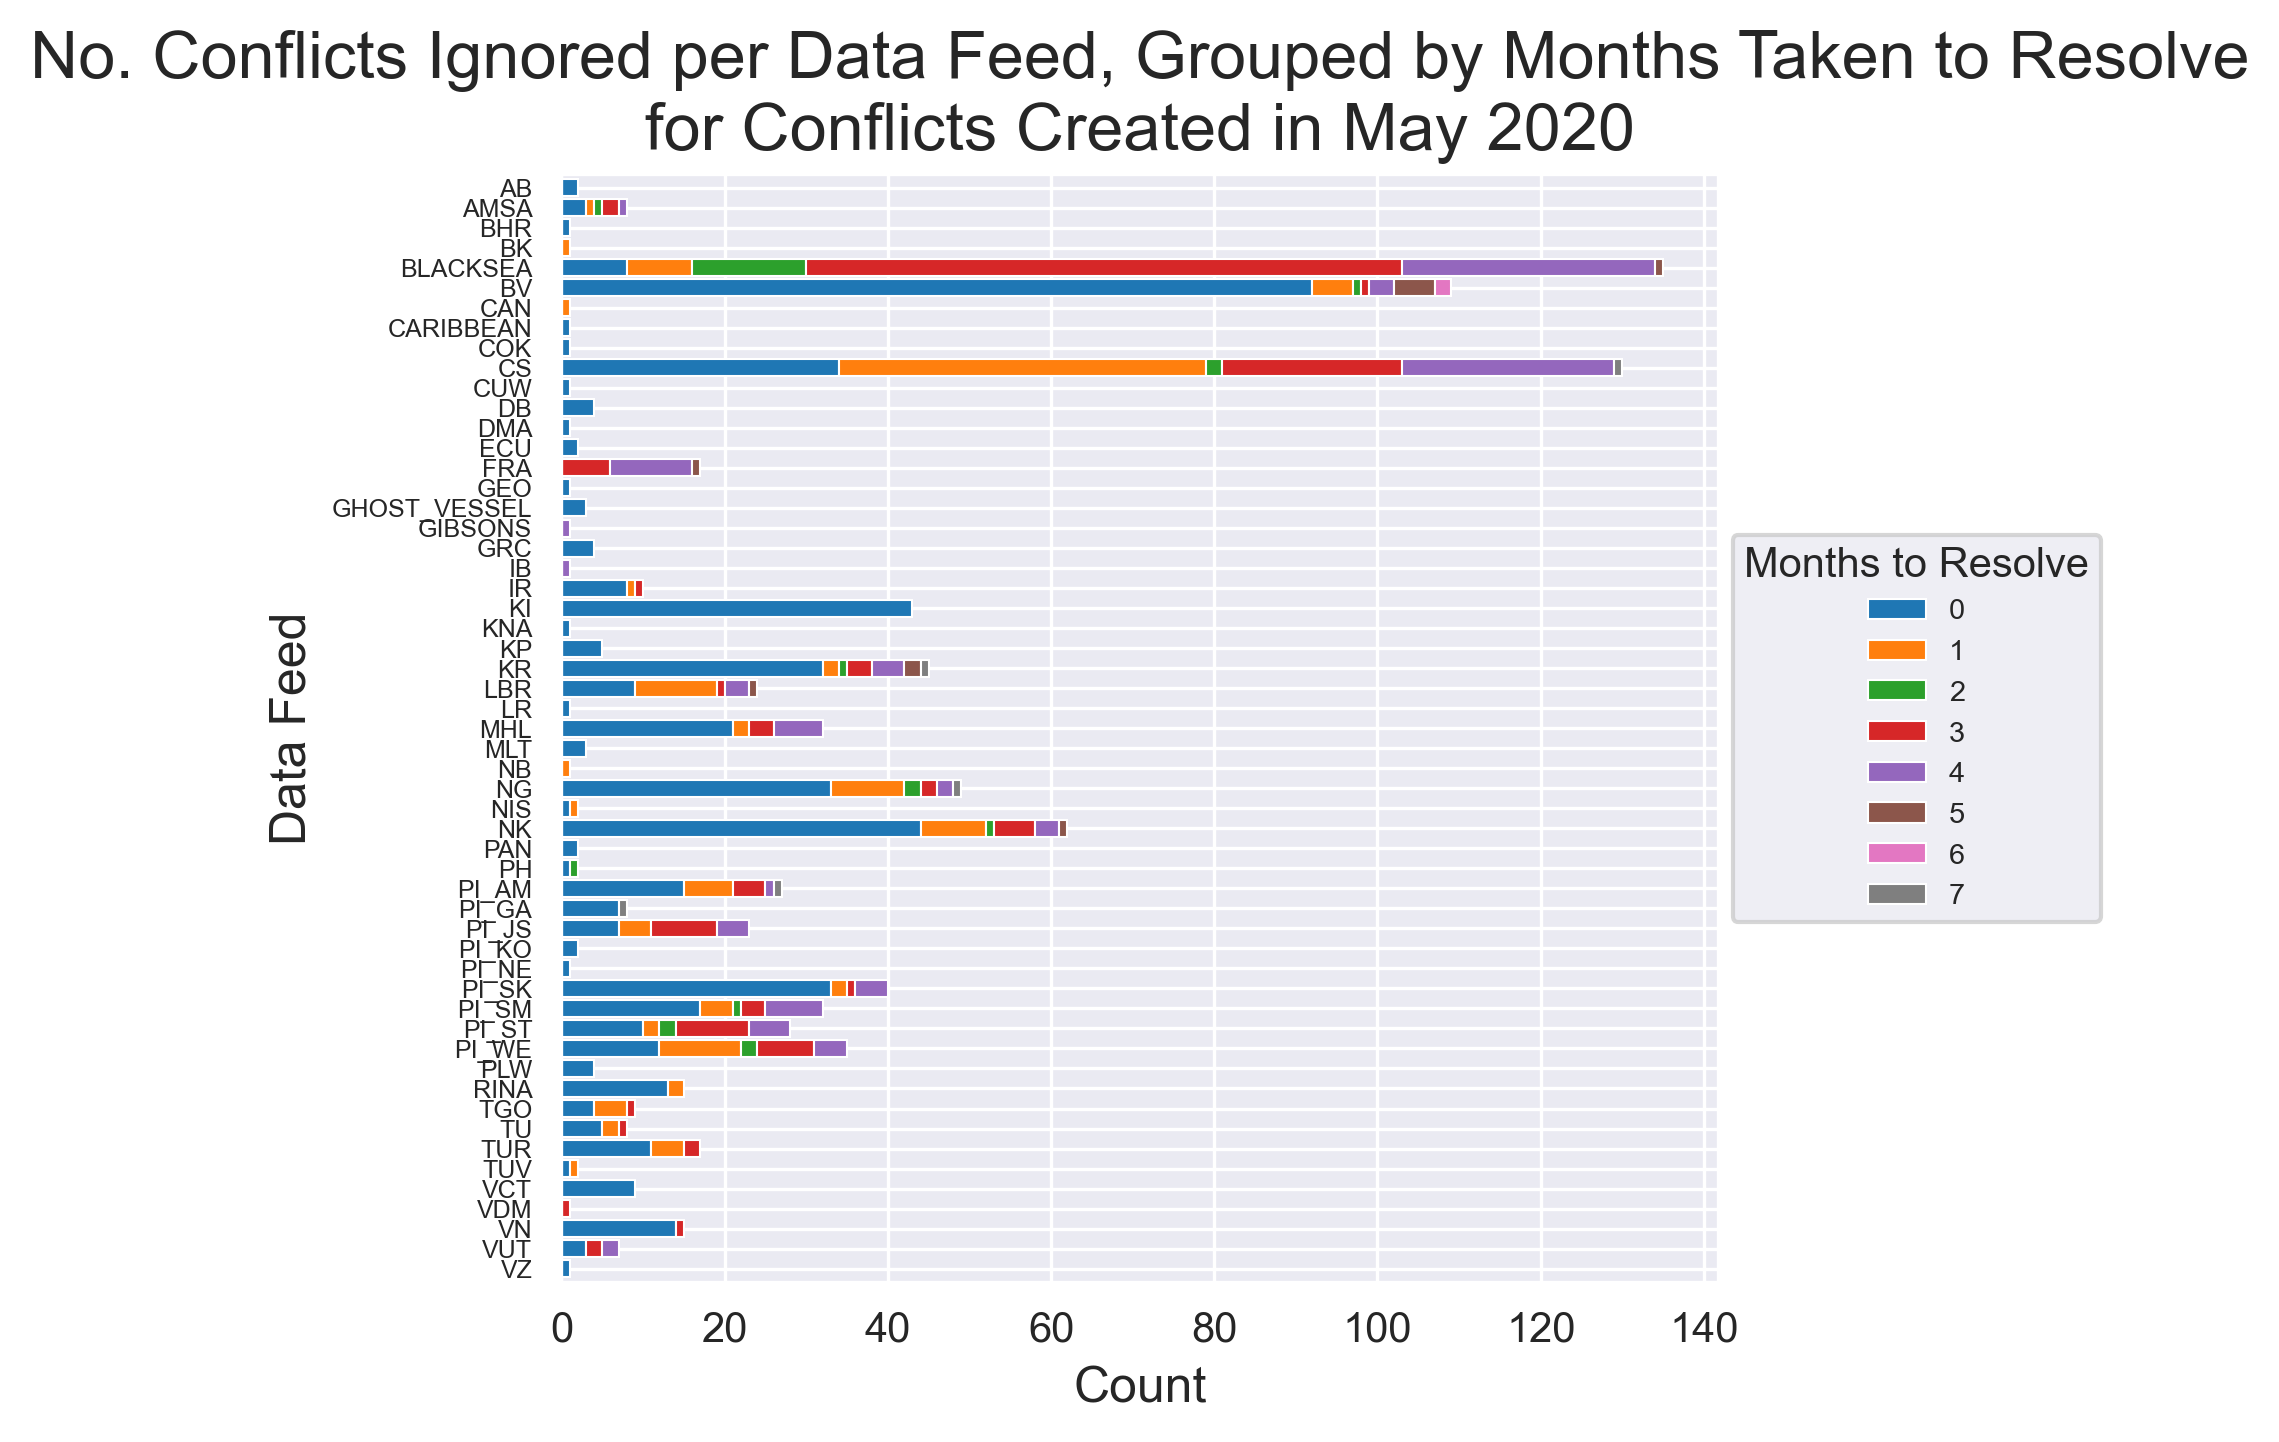 No. Conflicts Ignored per Data Feed, Grouped by Months Taken to Resolve
for Conflicts Created in May 2020
AB
AMSA
BHR
BK
BLACKSEA
BV
CAN
CARIBBEAN
COK
CS
CUW
DB
DMA
ECU
FRA
GEO
GHOST_VESSEL
GIBSONS
GRC
IB
IR
KI
KNA
KP
KR
LBR
LR
MHL
MLT
NB
NG
NIS
NK
PAN
PH
PI_AM
PI_GA
PI_JS
PI_KO
PI_NE
PI_SK
PI_SM
PI_ST
PI_WE
PLW
RINA
TGO
TU
TUR
TUV
VCT
VDM
VN
VUT
VZ
Data Feed
0 20 40 60 80 100 120 140
Count
Months to Resolve
0
1
2
3
4
5
6
7